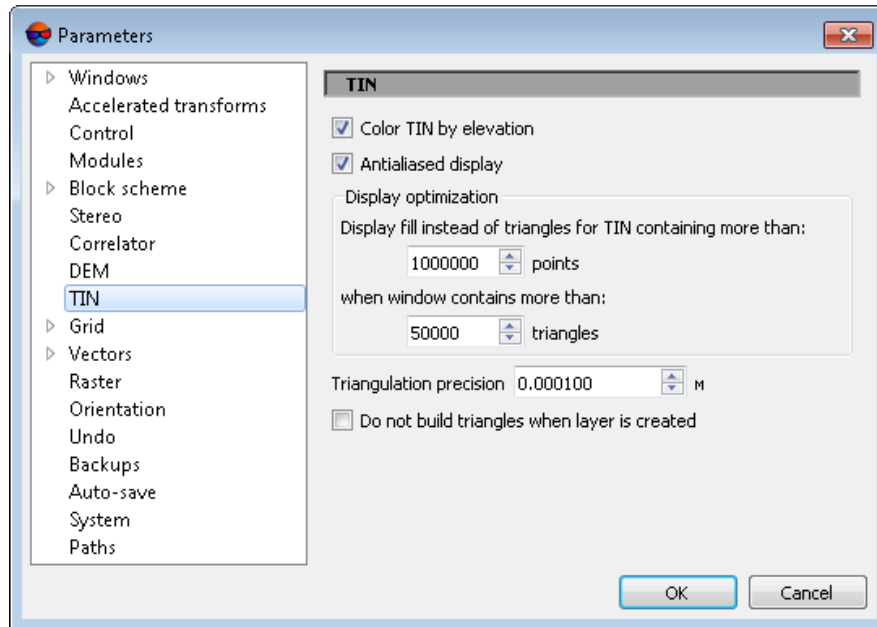 Parameters
Windows
Accelerated transforms
Control
Modules
Block scheme
Stereo
Correlator
DEM
TIN
Grid
Vectors
Raster
Orientation
Undo
Backups
Auto-save
System
Paths
TIN
Color TIN by elevation
Antialiased display
Display optimization
Display fill instead of triangles for TIN containing more than:
1000000 points
when window contains more than:
50000 triangles
Triangulation precision 0.000100 м
Do not build triangles when layer is created
OK Cancel